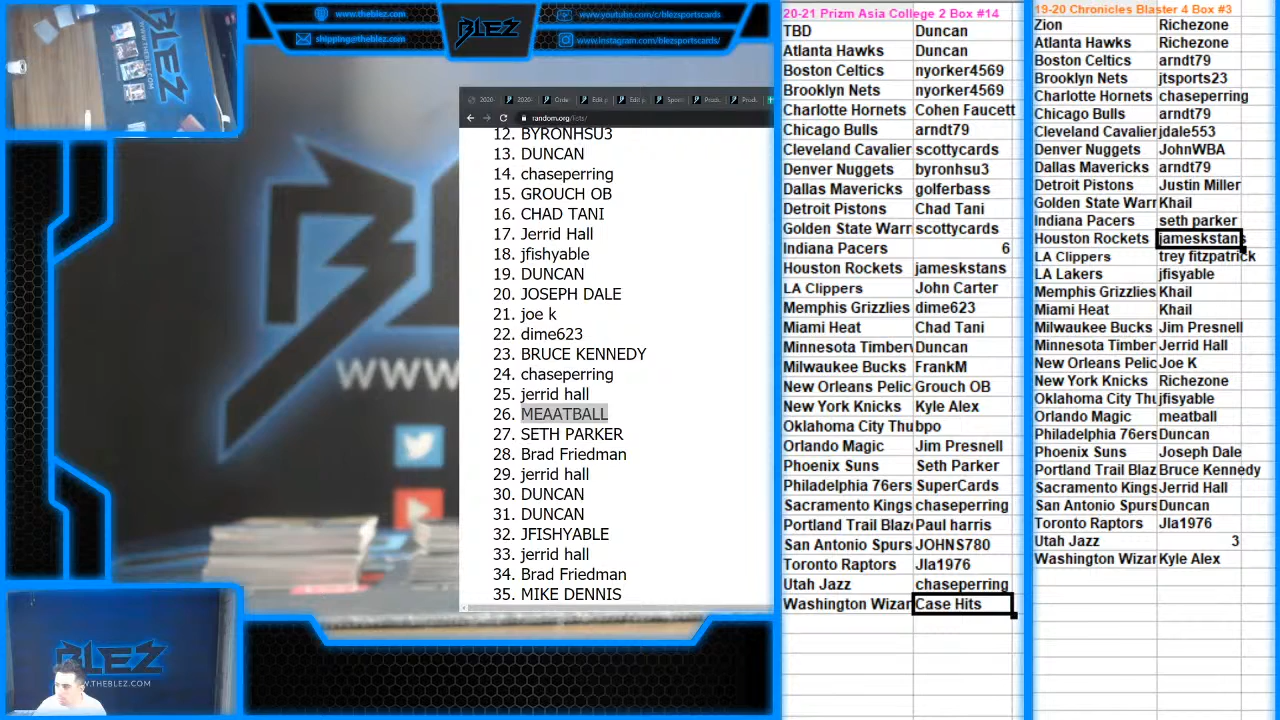 www.theblez.com
shipping@theblez.com
BLEZ
www.youtube.com/c/blezsportscards/
www.instagram.com/blezsportscards/
random.org/lists/
12. BYRONHSU3
13. DUNCAN
14. chaseperring
15. GROUCH OB
16. CHAD TANI
17. Jerrid Hall
18. jfishyable
19. DUNCAN
20. JOSEPH DALE
21. joe k
22. dime623
23. BRUCE KENNEDY
24. chaseperring
25. jerrid hall
26. MEAATBALL
27. SETH PARKER
28. Brad Friedman
29. jerrid hall
30. DUNCAN
31. DUNCAN
32. JFISHYABLE
33. jerrid hall
34. Brad Friedman
35. MIKE DENNIS
WWW
BLEZ
WWW.THEBLEZ.COM
20-21 Prizm Asia College 2 Box #14
TBD Duncan
Atlanta Hawks Duncan
Boston Celtics nyorker4569
Brooklyn Nets nyorker4569
Charlotte Hornets Cohen Faucett
Chicago Bulls arndt79
Cleveland Cavalier scottycards
Denver Nuggets byronhsu3
Dallas Mavericks golferbass
Detroit Pistons Chad Tani
Golden State Warr scottycards
Indiana Pacers 6
Houston Rockets jameskstans
LA Clippers John Carter
Memphis Grizzlies dime623
Miami Heat Chad Tani
Minnesota Timberv Duncan
Milwaukee Bucks FrankM
New Orleans Pelic Grouch OB
New York Knicks Kyle Alex
Oklahoma City Thu bpo
Orlando Magic Jim Presnell
Phoenix Suns Seth Parker
Philadelphia 76ers SuperCards
Sacramento Kings chaseperring
Portland Trail Blaz Paul harris
San Antonio Spurs JOHNS780
Toronto Raptors Jla1976
Utah Jazz chaseperring
Washington Wizar Case Hits
19-20 Chronicles Blaster 4 Box #3
Zion Richezone
Atlanta Hawks Richezone
Boston Celtics arndt79
Brooklyn Nets jtsports23
Charlotte Hornets chaseperring
Chicago Bulls arndt79
Cleveland Cavalier jdale553
Denver Nuggets JohnWBA
Dallas Mavericks arndt79
Detroit Pistons Justin Miller
Golden State Warr Khail
Indiana Pacers seth parker
Houston Rockets jameskstans
LA Clippers trey fitzpatrick
LA Lakers jfisyable
Memphis Grizzlies Khail
Miami Heat Khail
Milwaukee Bucks Jim Presnell
Minnesota Timber Jerrid Hall
New Orleans Pelic Joe K
New York Knicks Richezone
Oklahoma City Thu jfisyable
Orlando Magic meatball
Philadelphia 76ers Duncan
Phoenix Suns Joseph Dale
Portland Trail Blaz Bruce Kennedy
Sacramento Kings Jerrid Hall
San Antonio Spurs Duncan
Toronto Raptors Jla1976
Utah Jazz 3
Washington Wizar Kyle Alex